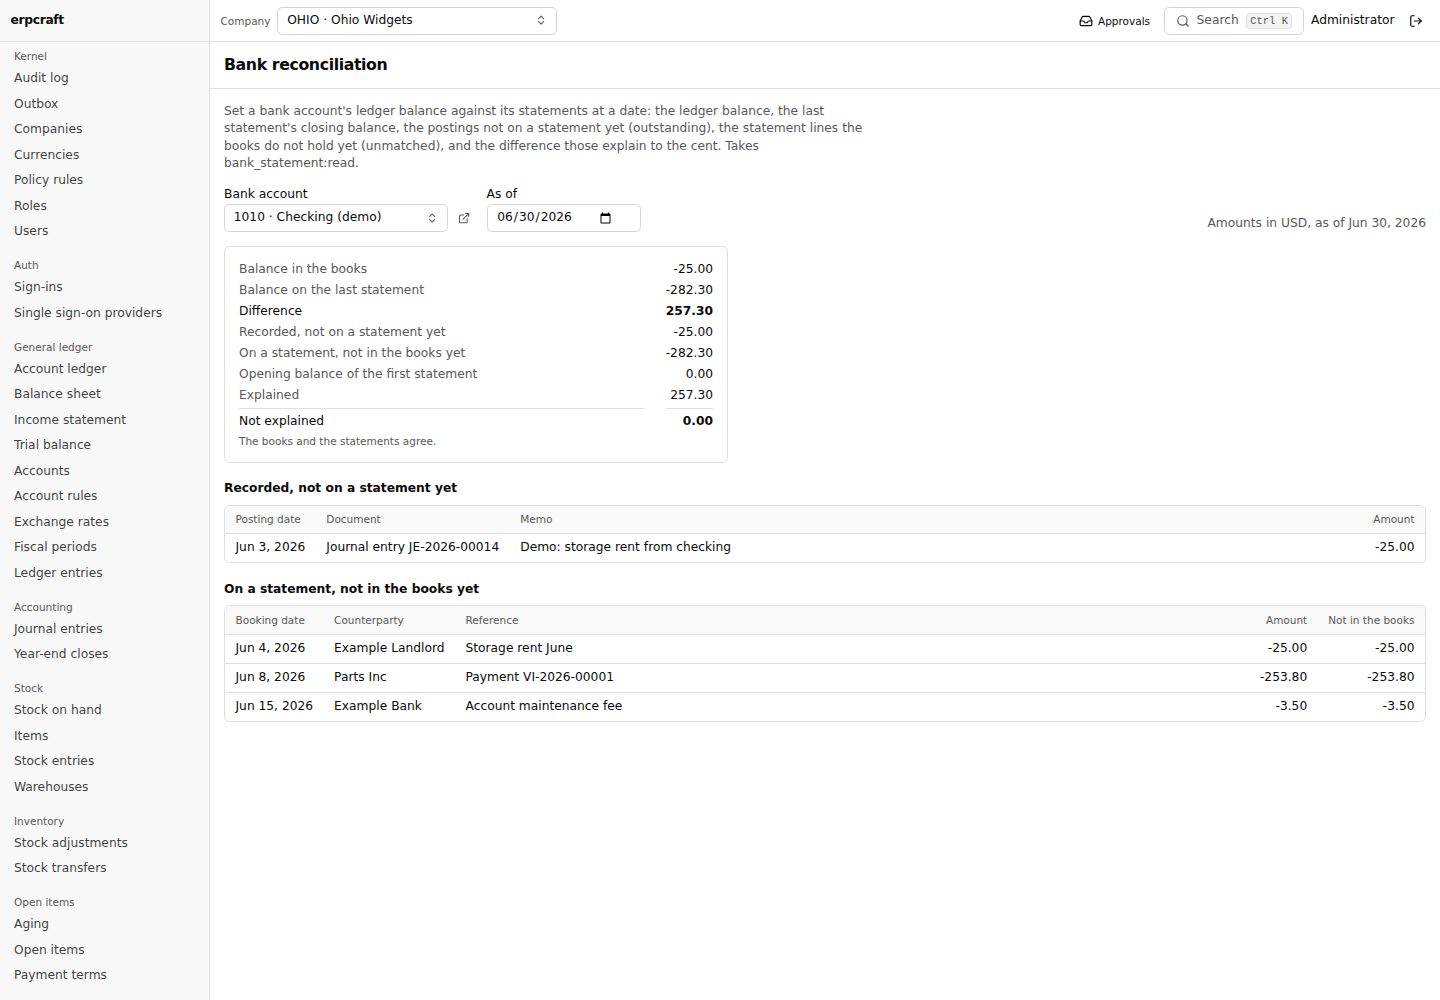 erpcraft
Company
OHIO · Ohio Widgets
Approvals
Search Ctrl K
Administrator
Kernel
Audit log
Outbox
Companies
Currencies
Policy rules
Roles
Users
Auth
Sign-ins
Single sign-on providers
General ledger
Account ledger
Balance sheet
Income statement
Trial balance
Accounts
Account rules
Exchange rates
Fiscal periods
Ledger entries
Accounting
Journal entries
Year-end closes
Stock
Stock on hand
Items
Stock entries
Warehouses
Inventory
Stock adjustments
Stock transfers
Open items
Aging
Open items
Payment terms
Bank reconciliation
Set a bank account's ledger balance against its statements at a date: the ledger balance, the last
statement's closing balance, the postings not on a statement yet (outstanding), the statement lines the
books do not hold yet (unmatched), and the difference those explain to the cent. Takes
bank_statement:read.
Bank account
As of
1010 · Checking (demo)
06/30/2026
Amounts in USD, as of Jun 30, 2026
Balance in the books -25.00
Balance on the last statement -282.30
Difference 257.30
Recorded, not on a statement yet -25.00
On a statement, not in the books yet -282.30
Opening balance of the first statement 0.00
Explained 257.30
Not explained 0.00
The books and the statements agree.
Recorded, not on a statement yet
Posting date Document Memo Amount
Jun 3, 2026 Journal entry JE-2026-00014 Demo: storage rent from checking -25.00
On a statement, not in the books yet
Booking date Counterparty Reference Amount Not in the books
Jun 4, 2026 Example Landlord Storage rent June -25.00 -25.00
Jun 8, 2026 Parts Inc Payment VI-2026-00001 -253.80 -253.80
Jun 15, 2026 Example Bank Account maintenance fee -3.50 -3.50